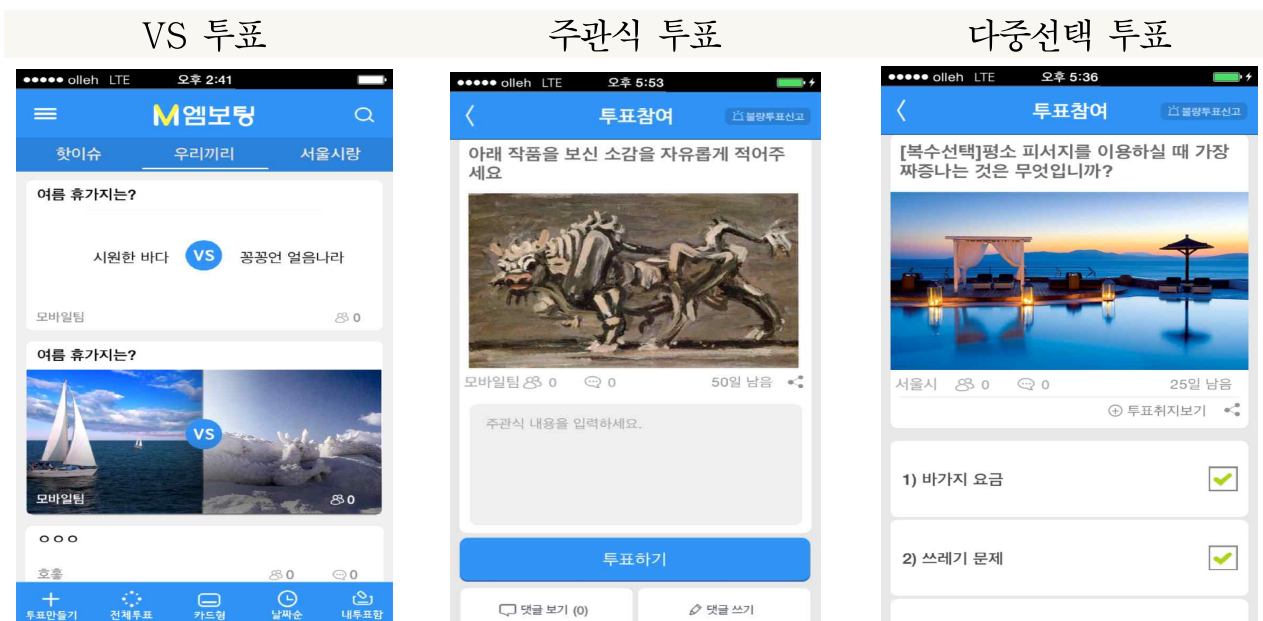 VS 투표
주관식 투표
다중선택 투표
olleh LTE 오후 2:41
M엠보팅
핫이슈 우리끼리 서울시랑
여름 휴가지는?
시원한 바다 VS 꽁꽁언 얼음나라
모바일팀 0
여름 휴가지는?
VS
모바일팀 0
ㅇㅇㅇ
호홓 0 0
투표만들기 전체투표 카드형 날짜순 내투표함
olleh LTE 오후 5:53
투표참여 불량투표신고
아래 작품을 보신 소감을 자유롭게 적어주
세요
모바일팀 0 0 50일 남음
주관식 내용을 입력하세요.
투표하기
댓글 보기 (0) 댓글 쓰기
olleh LTE 오후 5:36
투표참여 불량투표신고
[복수선택]평소 피서지를 이용하실 때 가장
짜증나는 것은 무엇입니까?
서울시 0 0 25일 남음
투표취지보기
1) 바가지 요금
2) 쓰레기 문제